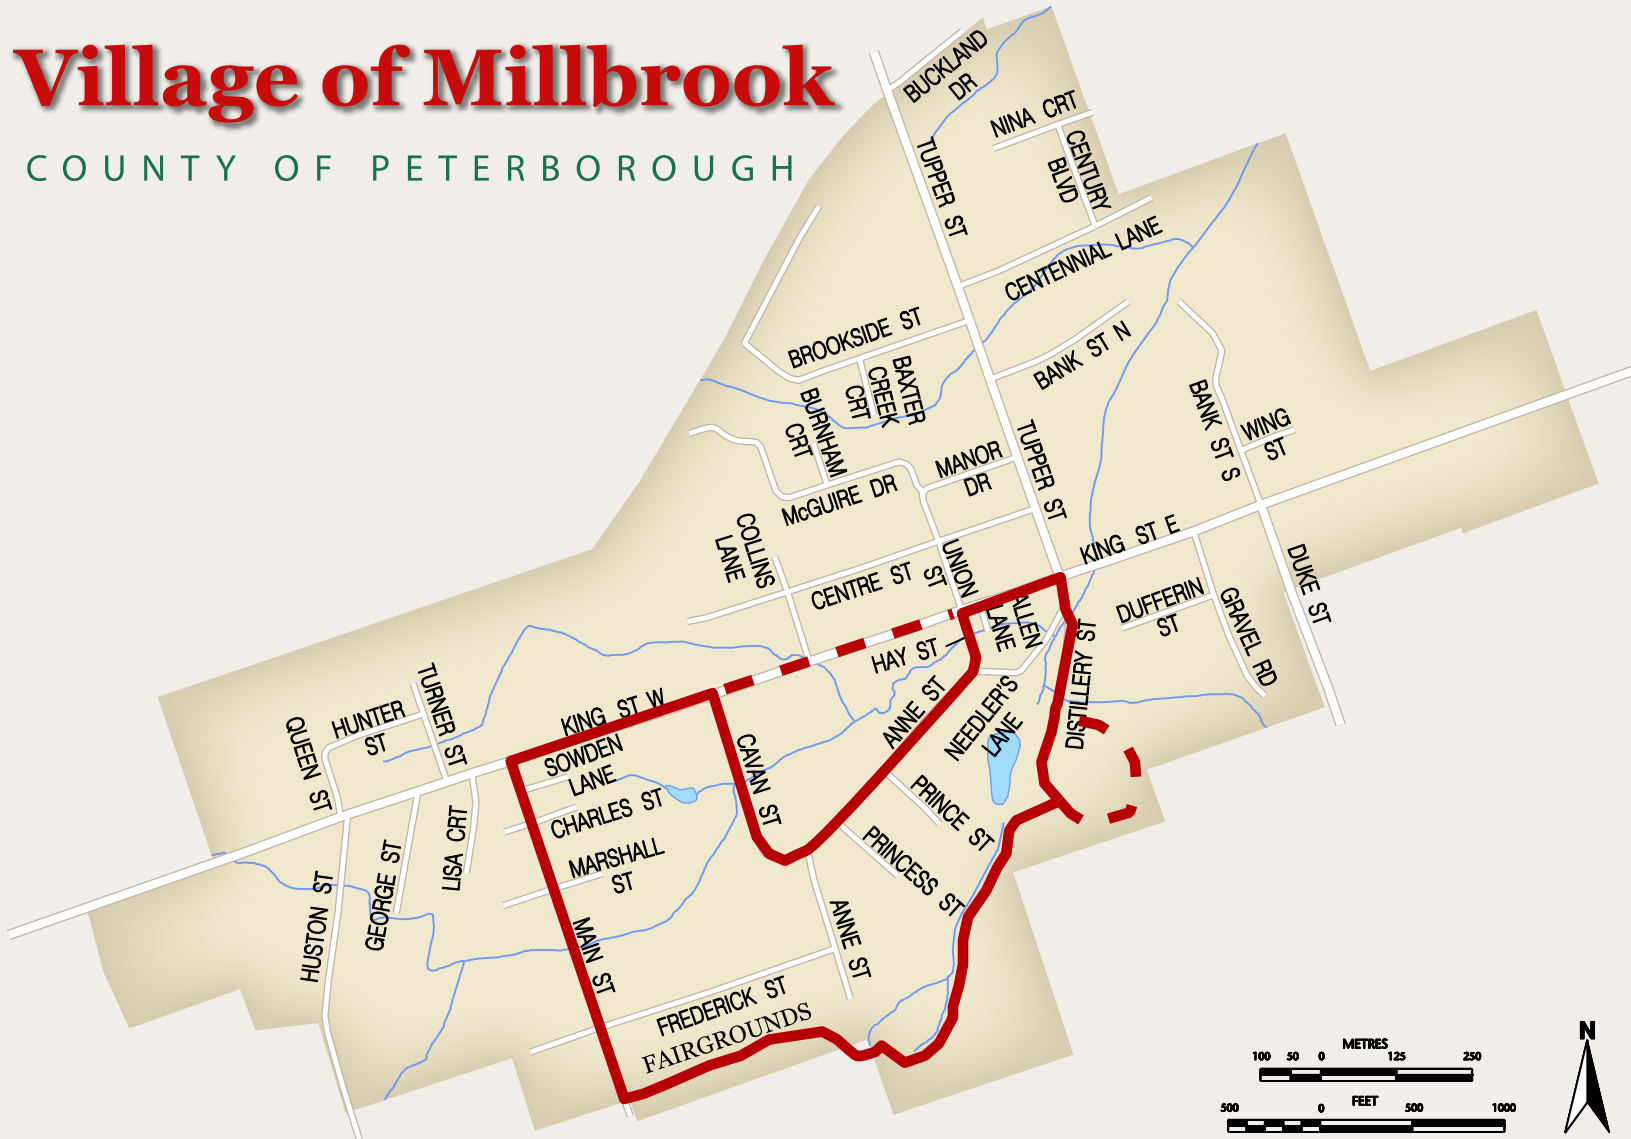 Village of Millbrook
COUNTY OF PETERBOROUGH
BUCKLAND
DR
NINA CRT
CENTURY
BLVD
TUPPER ST
CENTENNIAL LANE
BROOKSIDE ST
BANK ST N
BAXTER
CREEK
CRT
BURNHAM
CRT
BANK ST S
WING
ST
TUPPER ST
MANOR
DR
McGUIRE DR
COLLINS
LANE
KING ST E
UNION
ST
CENTRE ST
DUKE ST
DUFFERIN
ST
GRAVEL RD
ALLEN
LANE
HAY ST
DISTILLERY ST
TURNER ST
HUNTER
ST
QUEEN ST
KING ST W
ANNE ST
NEEDLER'S
LANE
SOWDEN
LANE
CAVAN ST
CHARLES ST
PRINCE ST
LISA CRT
MARSHALL
ST
PRINCESS ST
GEORGE ST
HUSTON ST
MAIN ST
ANNE ST
FREDERICK ST
FAIRGROUNDS
N
METRES
100 50 0 125 250
FEET
500 0 500 1000